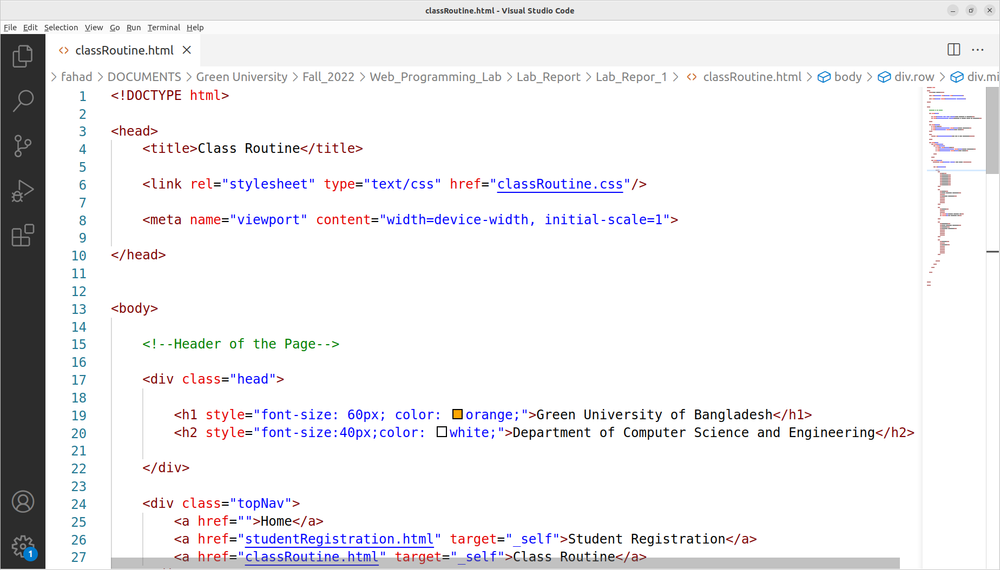 classRoutine.html - Visual Studio Code
File Edit Selection View Go Run Terminal Help
classRoutine.html
fahad > DOCUMENTS > Green University > Fall_2022 > Web_Programming_Lab > Lab_Report > Lab_Repor_1 > classRoutine.html > body > div.row > div.mi
1 <!DOCTYPE html>
2
3 <head>
4 <title>Class Routine</title>
5
6 <link rel="stylesheet" type="text/css" href="classRoutine.css"/>
7
8 <meta name="viewport" content="width=device-width, initial-scale=1">
9
10 </head>
11
12
13 <body>
14
15 <!--Header of the Page-->
16
17 <div class="head">
18
19 <h1 style="font-size: 60px; color: orange;">Green University of Bangladesh</h1>
20 <h2 style="font-size:40px;color: white;">Department of Computer Science and Engineering</h2>
21
22 </div>
23
24 <div class="topNav">
25 <a href="">Home</a>
26 <a href="studentRegistration.html" target="_self">Student Registration</a>
27 <a href="classRoutine.html" target="_self">Class Routine</a>
1